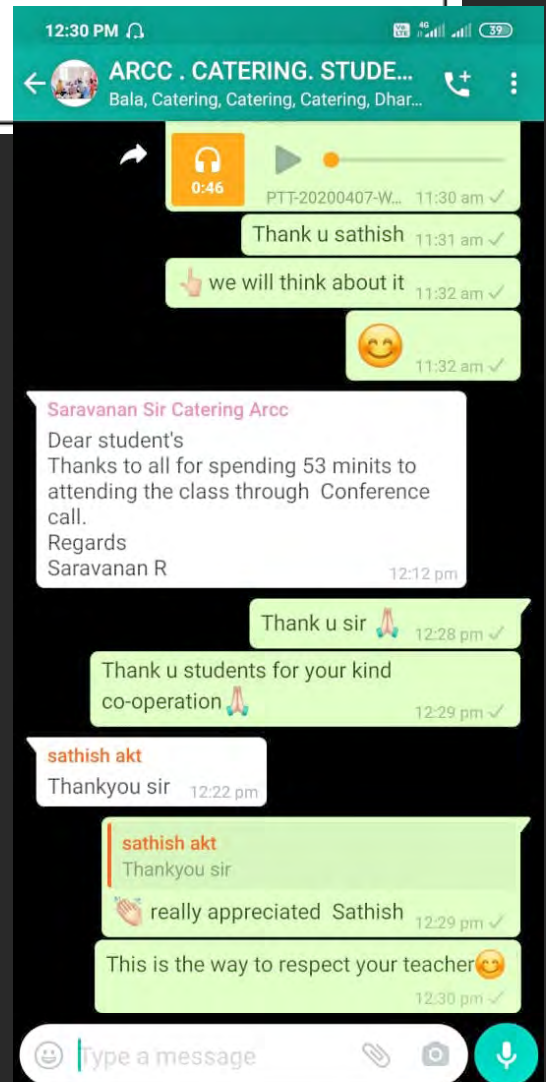 12:30 PM
Vo LTE 4G 39
ARCC . CATERING. STUDE...
Bala, Catering, Catering, Catering, Dhar...
0:46
PTT-20200407-W... 11:30 am
Thank u sathish 11:31 am
👆 we will think about it 11:32 am
😊
11:32 am
Saravanan Sir Catering Arcc
Dear student's
Thanks to all for spending 53 minits to
attending the class through Conference
call.
Regards
Saravanan R
12:12 pm
Thank u sir 🙏 12:28 pm
Thank u students for your kind
co-operation 🙏 12:29 pm
sathish akt
Thankyou sir 12:22 pm
sathish akt
Thankyou sir
👏 really appreciated Sathish 12:29 pm
This is the way to respect your teacher😊
12:30 pm
Type a message